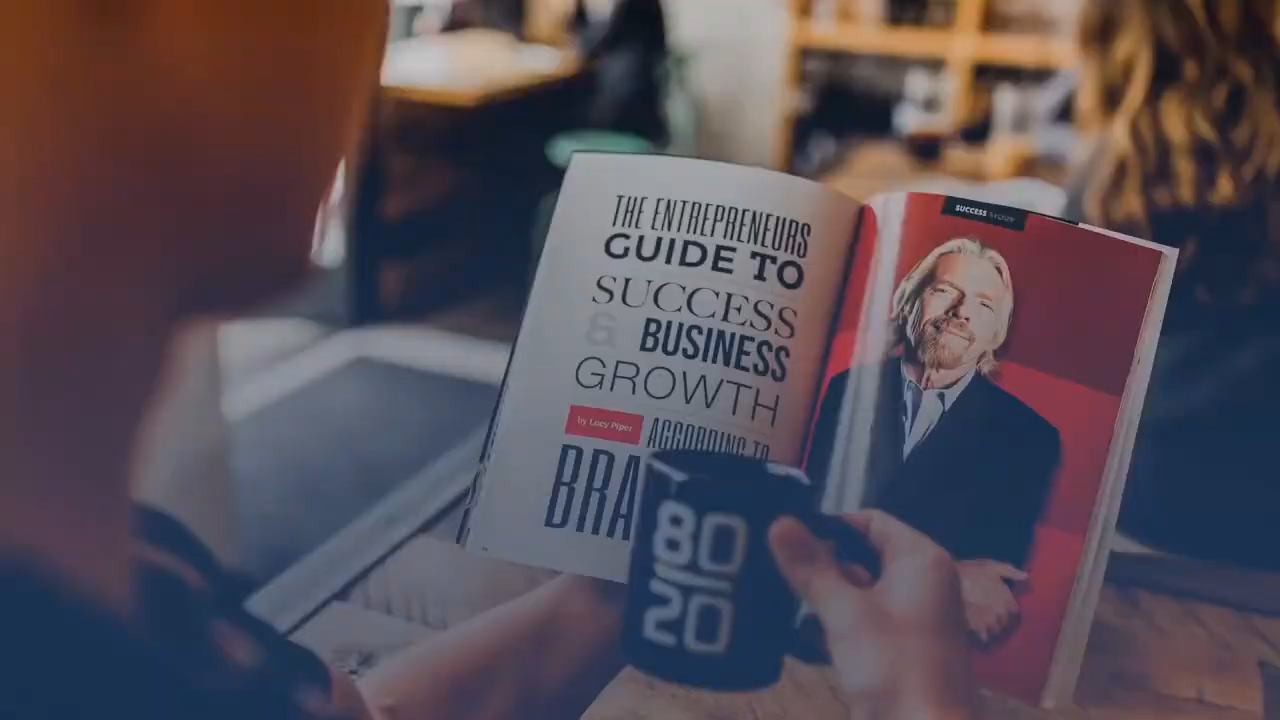 THE ENTREPRENEURS
GUIDE TO
SUCCESS
& BUSINESS
GROWTH
by Lucy Piper
ACCORDING TO
BRA
SUCCESS STORY
80
20